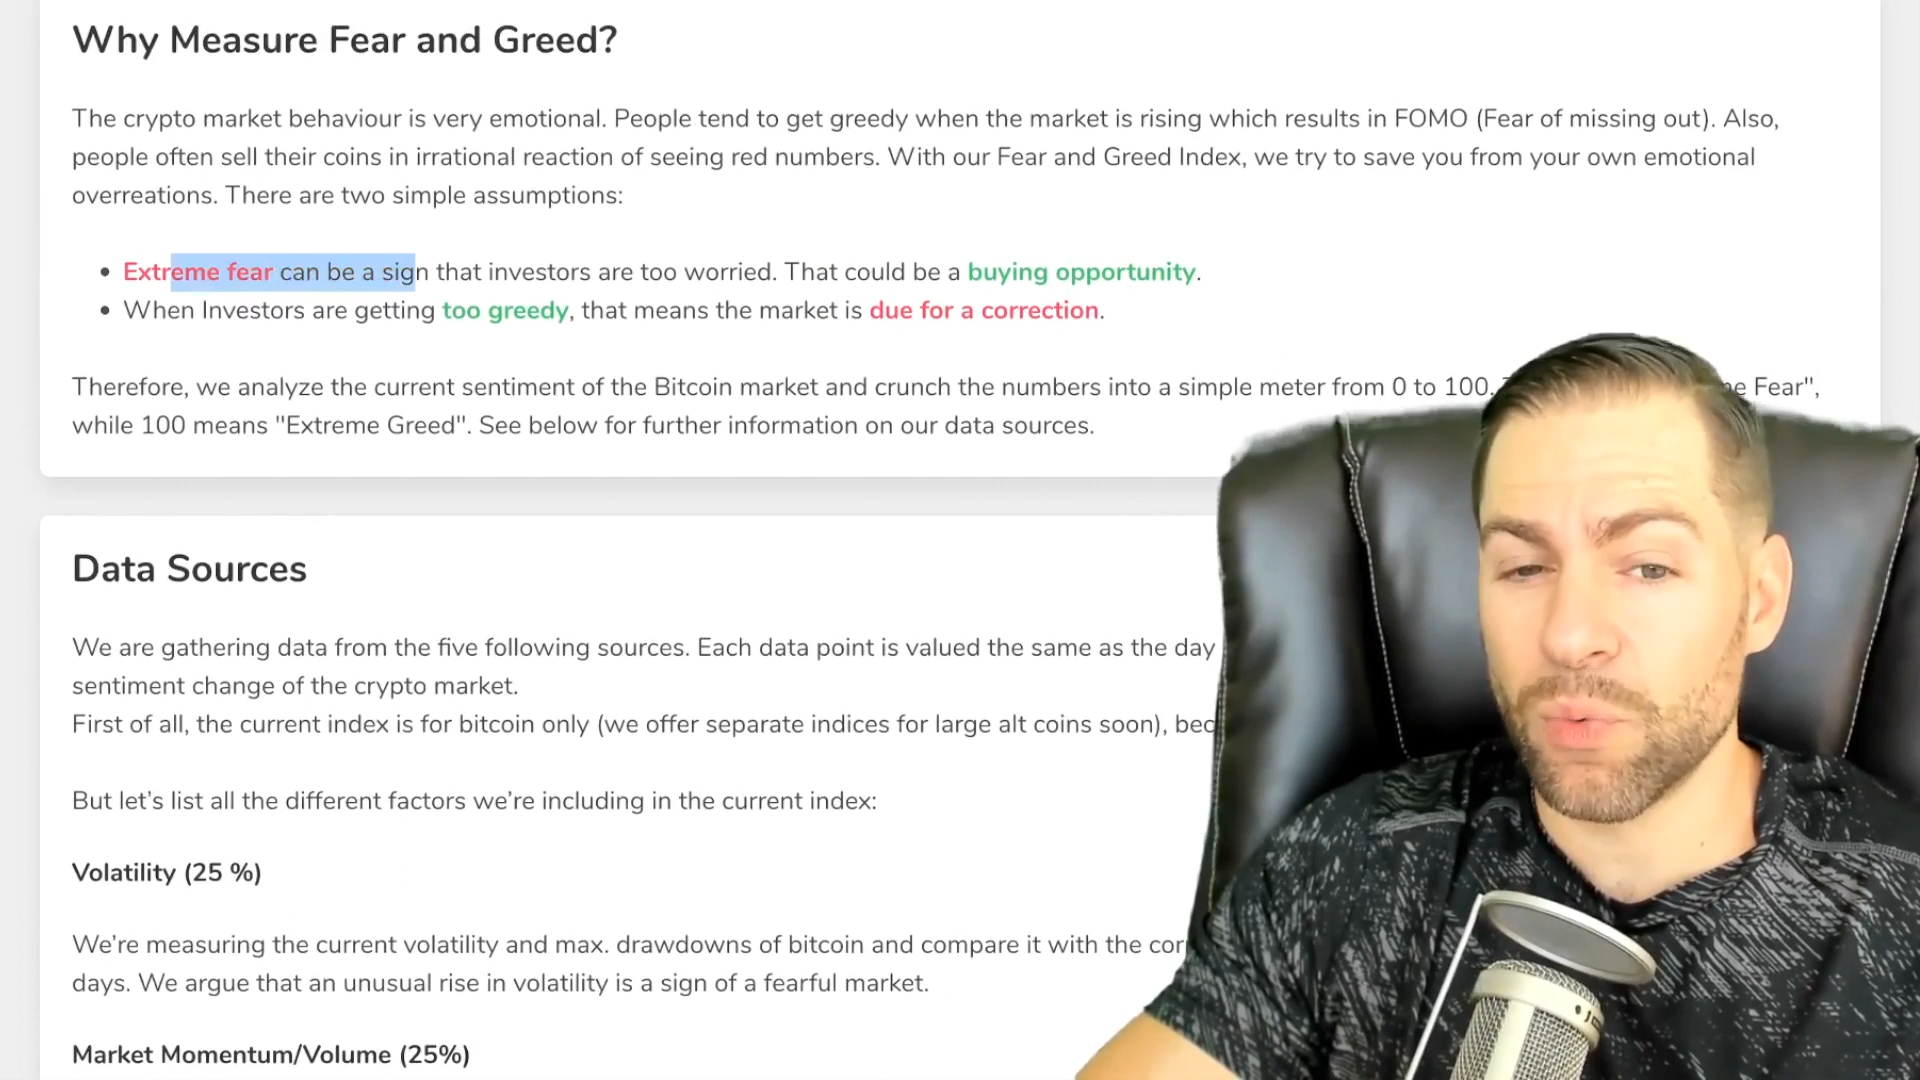 Why Measure Fear and Greed?
The crypto market behaviour is very emotional. People tend to get greedy when the market is rising which results in FOMO (Fear of missing out). Also,
people often sell their coins in irrational reaction of seeing red numbers. With our Fear and Greed Index, we try to save you from your own emotional
overreations. There are two simple assumptions:
• Extreme fear can be a sign that investors are too worried. That could be a buying opportunity.
• When Investors are getting too greedy, that means the market is due for a correction.
Therefore, we analyze the current sentiment of the Bitcoin market and crunch the numbers into a simple meter from 0 to 100. Fear",
while 100 means "Extreme Greed". See below for further information on our data sources.
Data Sources
We are gathering data from the five following sources. Each data point is valued the same as the day
sentiment change of the crypto market.
First of all, the current index is for bitcoin only (we offer separate indices for large alt coins soon),
But let’s list all the different factors we’re including in the current index:
Volatility (25 %)
We’re measuring the current volatility and max. drawdowns of bitcoin and compare it with the
days. We argue that an unusual rise in volatility is a sign of a fearful market.
Market Momentum/Volume (25%)